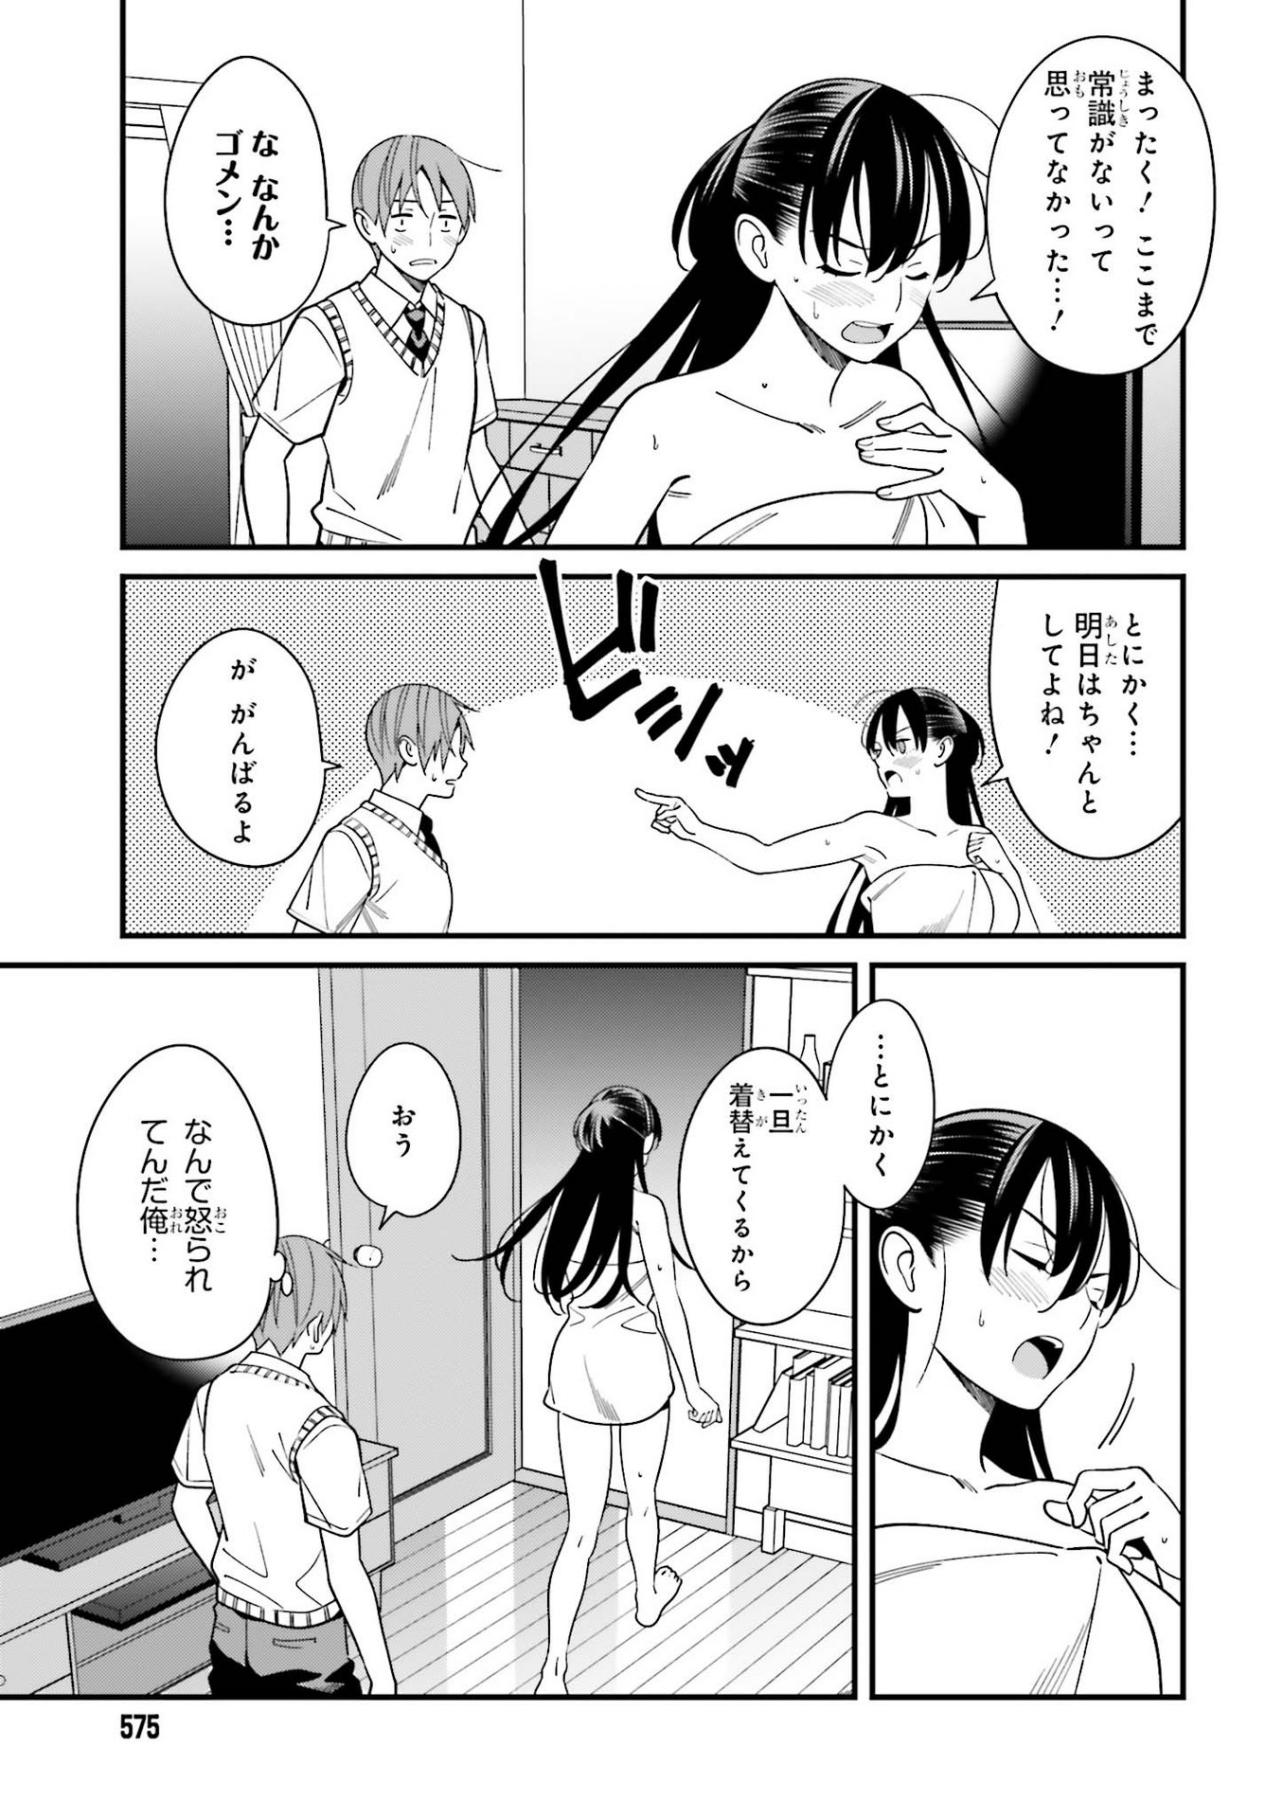 まったく！ここまで
常識がないって
思ってなかった…！
な なんか
ゴメン…
とにかく…
明日はちゃんと
してよね！
ビシッ
が がんばるよ
…とにかく
一旦
着替えてくるから
おう
なんで怒られ
てんだ俺…
575